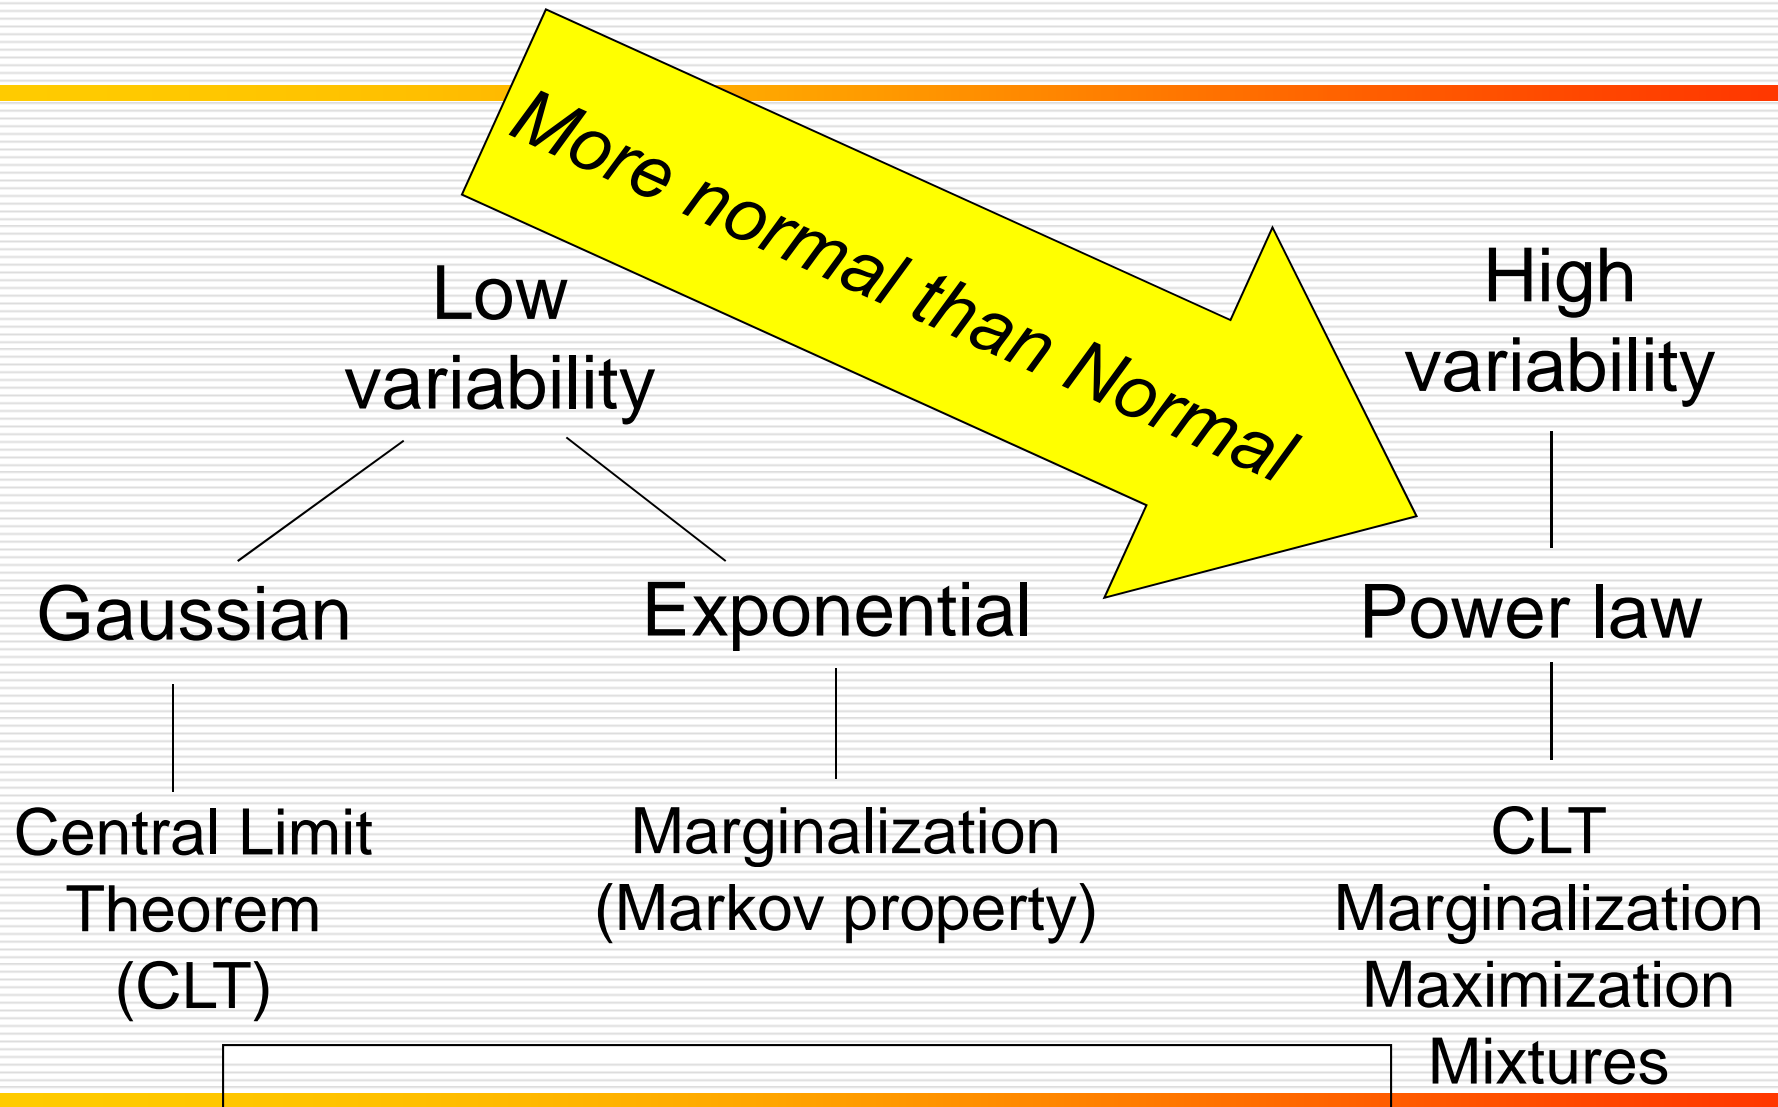 More normal than Normal
Low
variability
High
variability
Gaussian
Exponential
Power law
Central Limit
Theorem
(CLT)
Marginalization
(Markov property)
CLT
Marginalization
Maximization
Mixtures